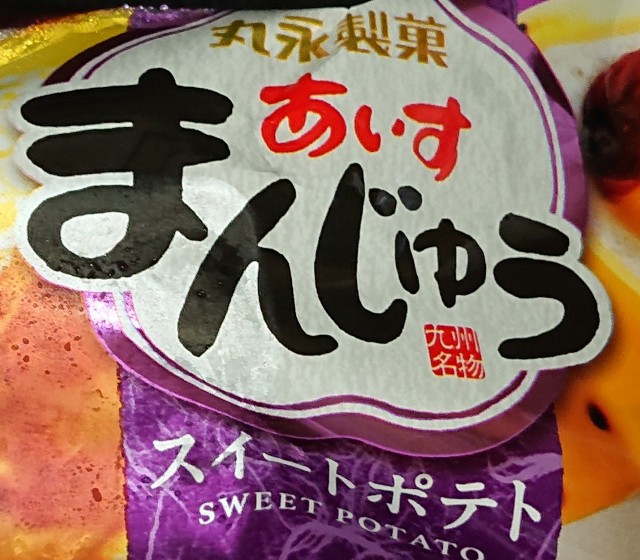 丸永製菓
あいす
まんじゅう
九州
名物
スイートポテト
SWEET POTATO